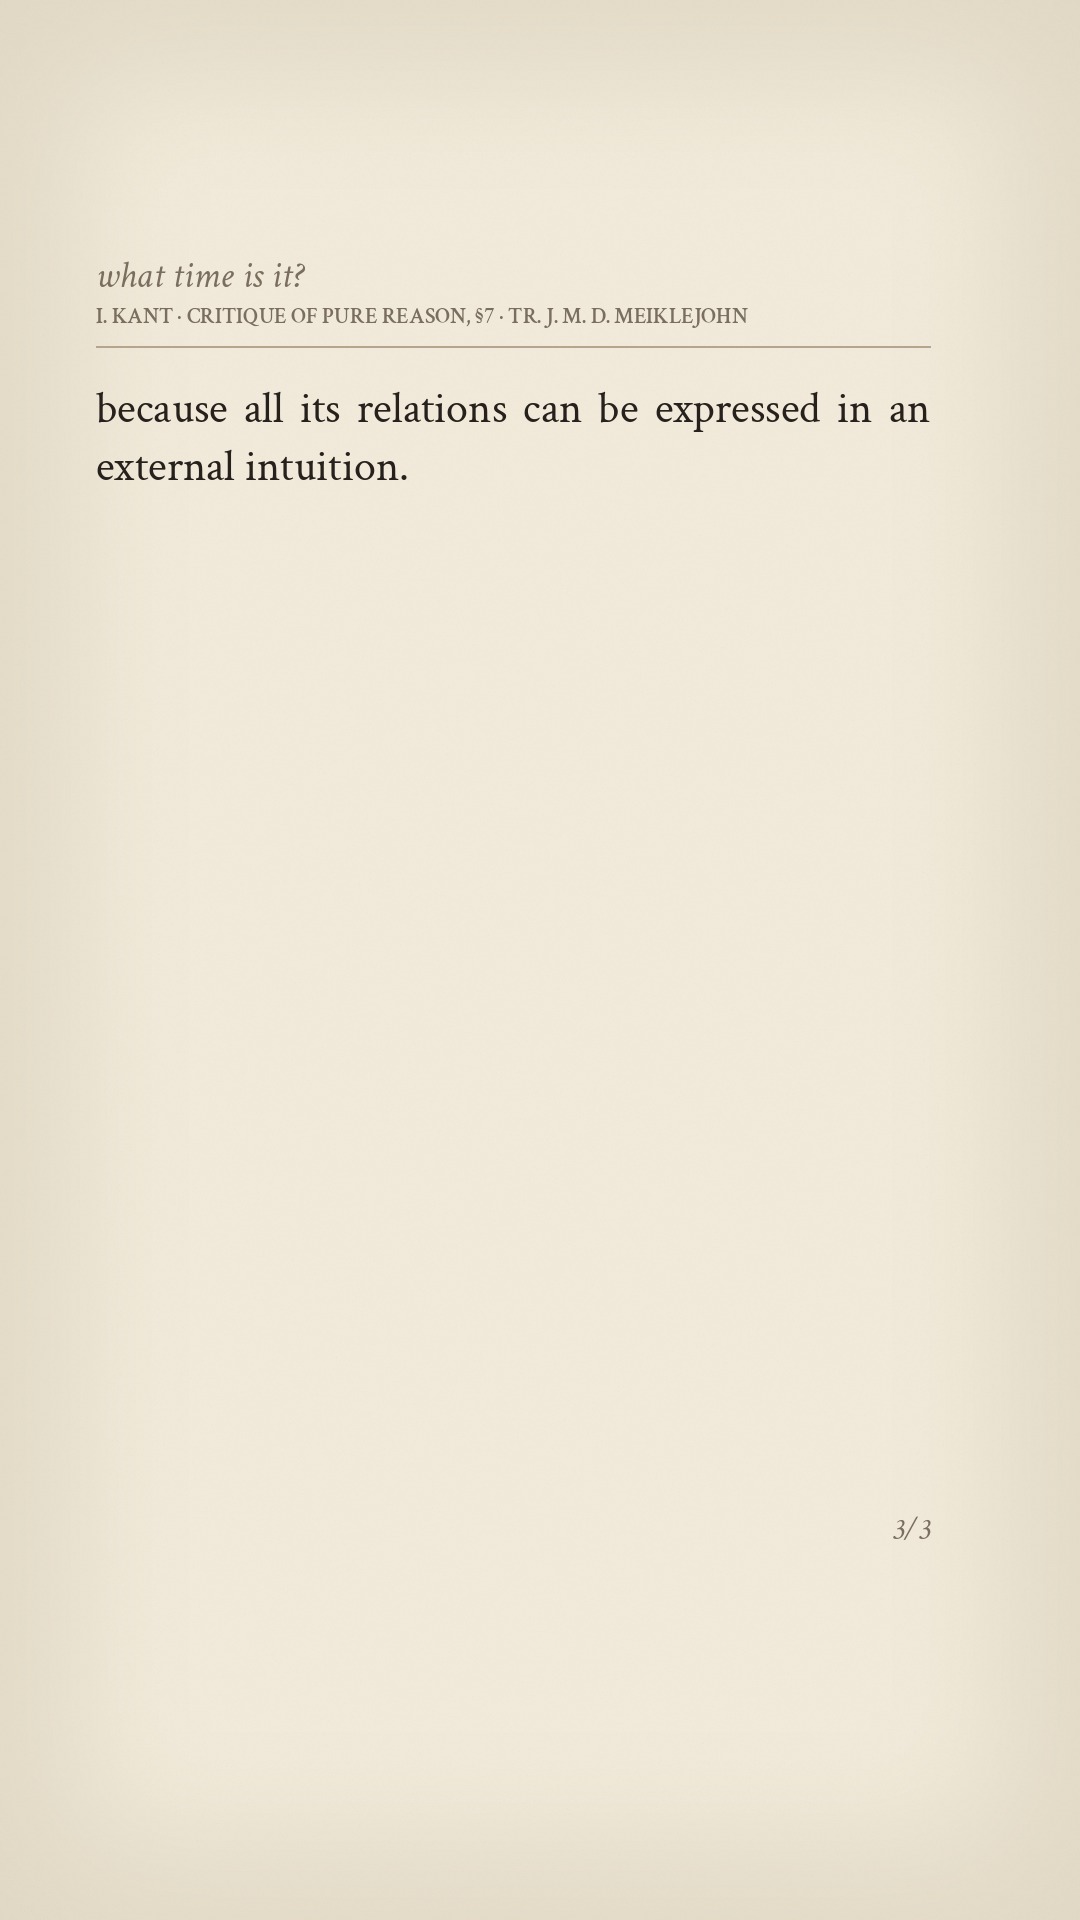 what time is it?
I. KANT · CRITIQUE OF PURE REASON, §7 · TR. J. M. D. MEIKLEJOHN
because all its relations can be expressed in an
external intuition.
3/3